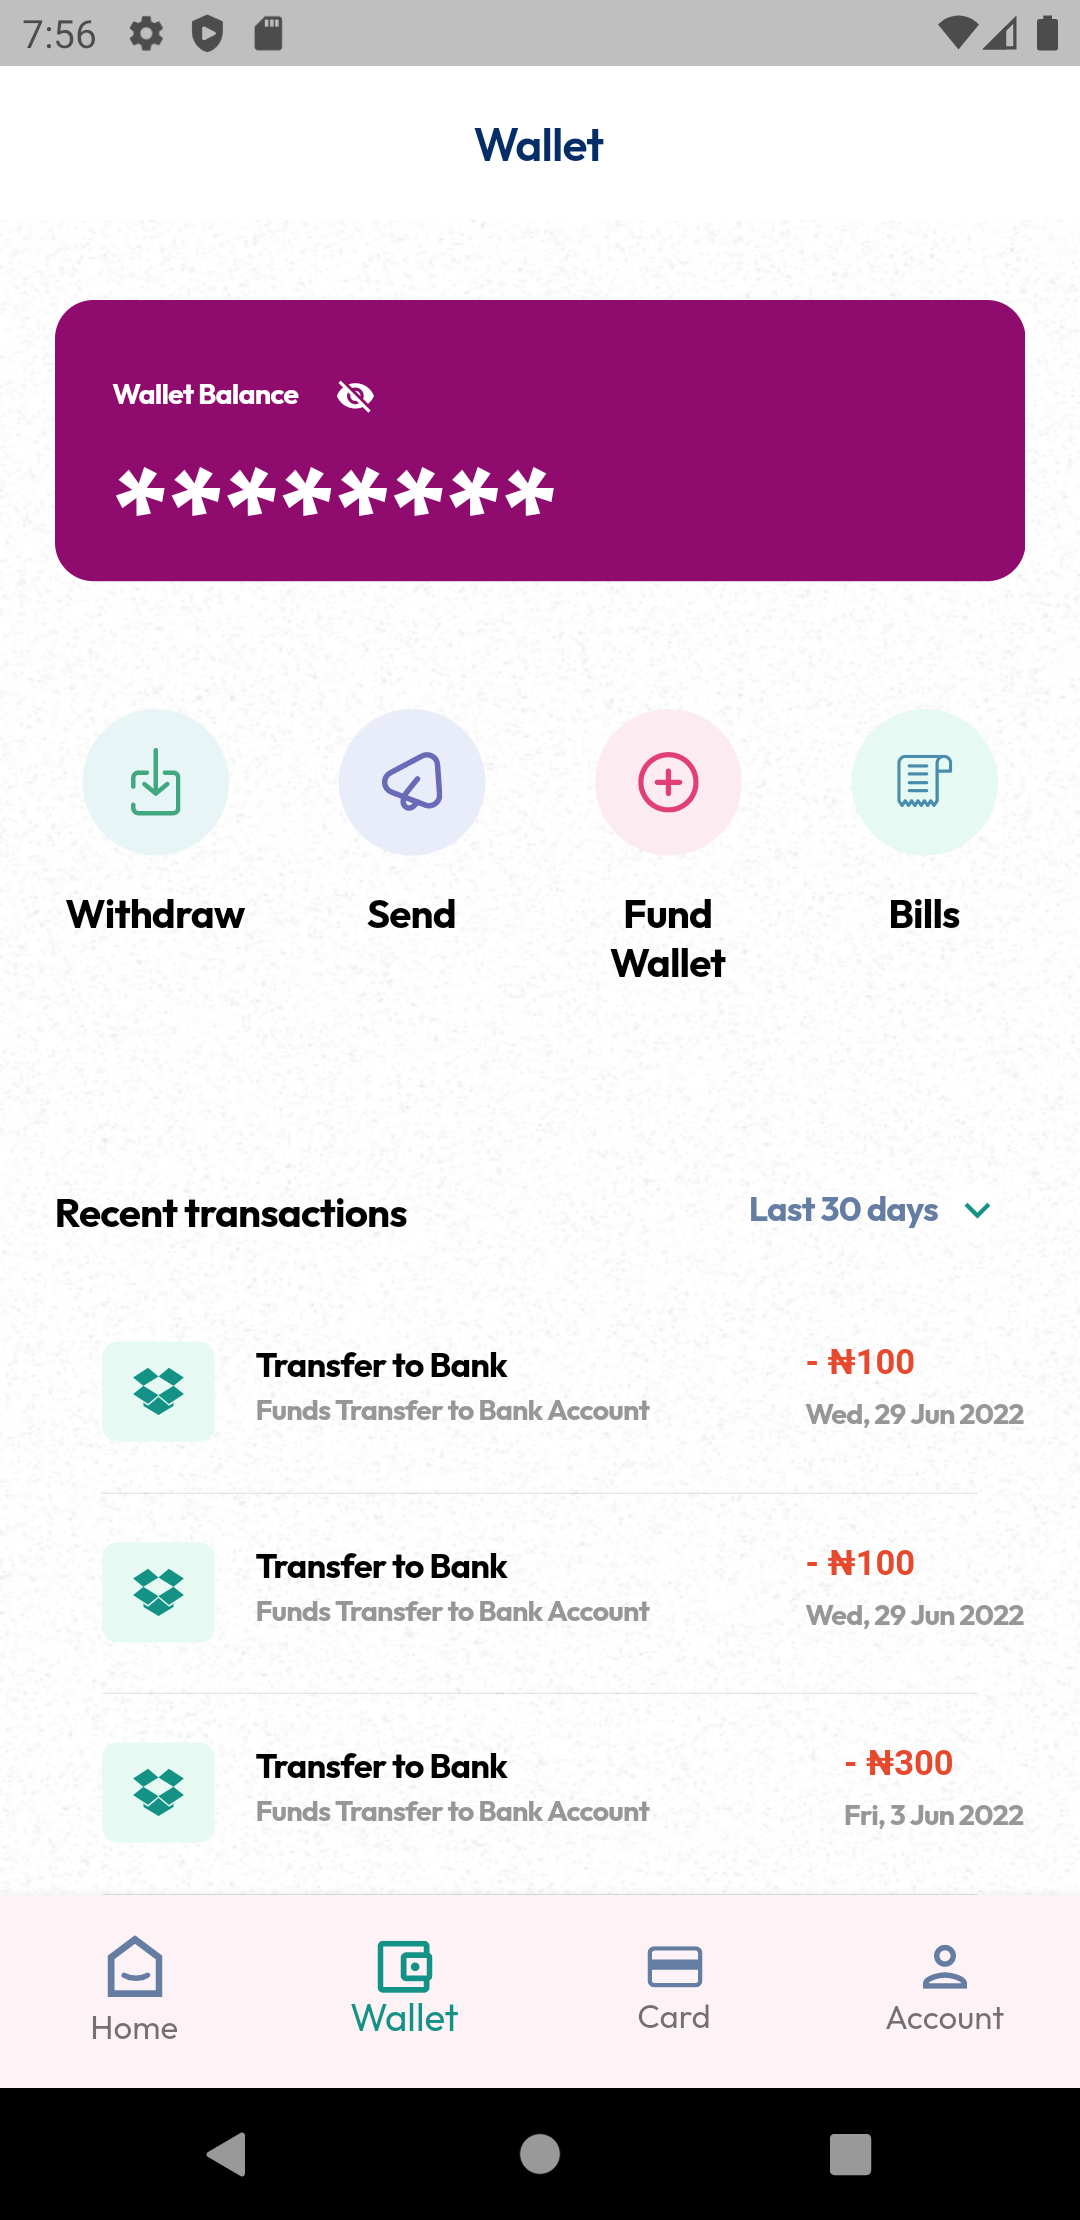 7:56
Wallet
Wallet Balance
********
Withdraw
Send
Fund
Wallet
Bills
Recent transactions
Last 30 days
Transfer to Bank
- ₦100
Funds Transfer to Bank Account
Wed, 29 Jun 2022
Transfer to Bank
- ₦100
Funds Transfer to Bank Account
Wed, 29 Jun 2022
Transfer to Bank
- ₦300
Funds Transfer to Bank Account
Fri, 3 Jun 2022
Home
Wallet
Card
Account